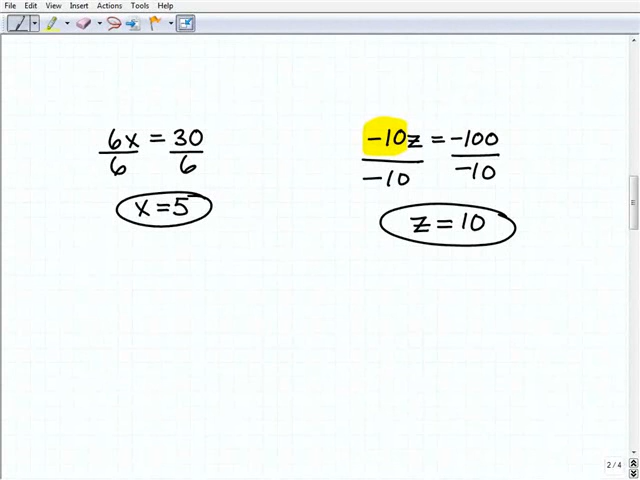 File Edit View Insert Actions Tools Help
6x = 30
6 6
x = 5
-10z = -100
-10 -10
z = 10
2 / 4